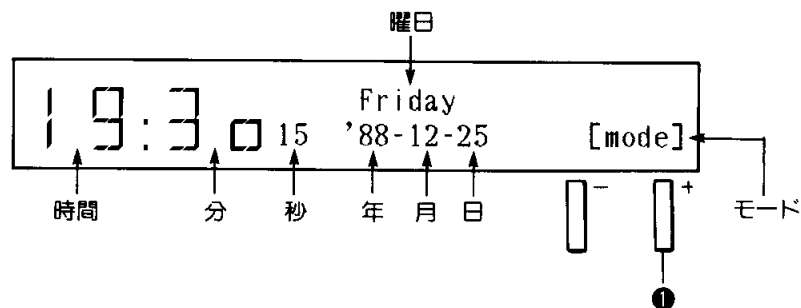 曜日
Friday
19:3o 15 '88-12-25 [mode]
- +
時間 分 秒 年 月 日 モード
❶